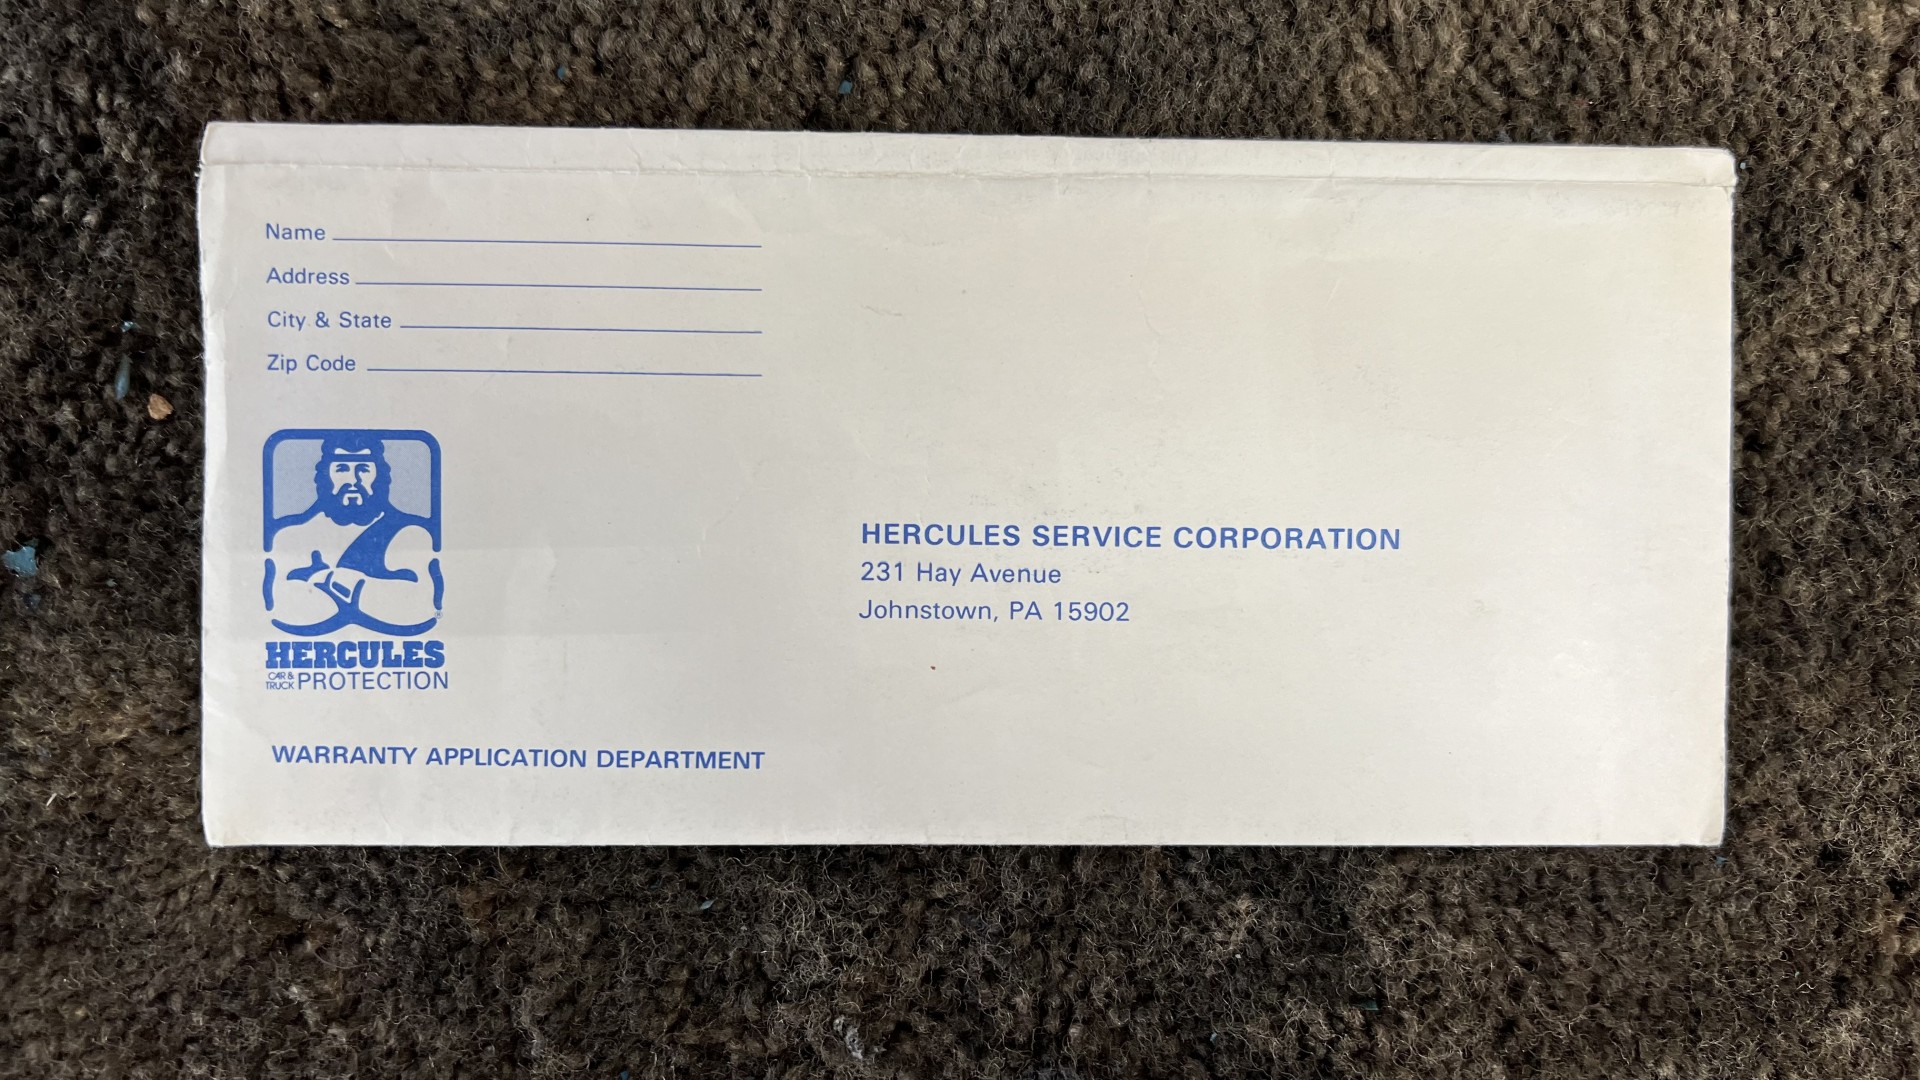 Name
Address
City & State
Zip Code
HERCULES
CAR & TRUCK PROTECTION
WARRANTY APPLICATION DEPARTMENT
HERCULES SERVICE CORPORATION
231 Hay Avenue
Johnstown, PA 15902